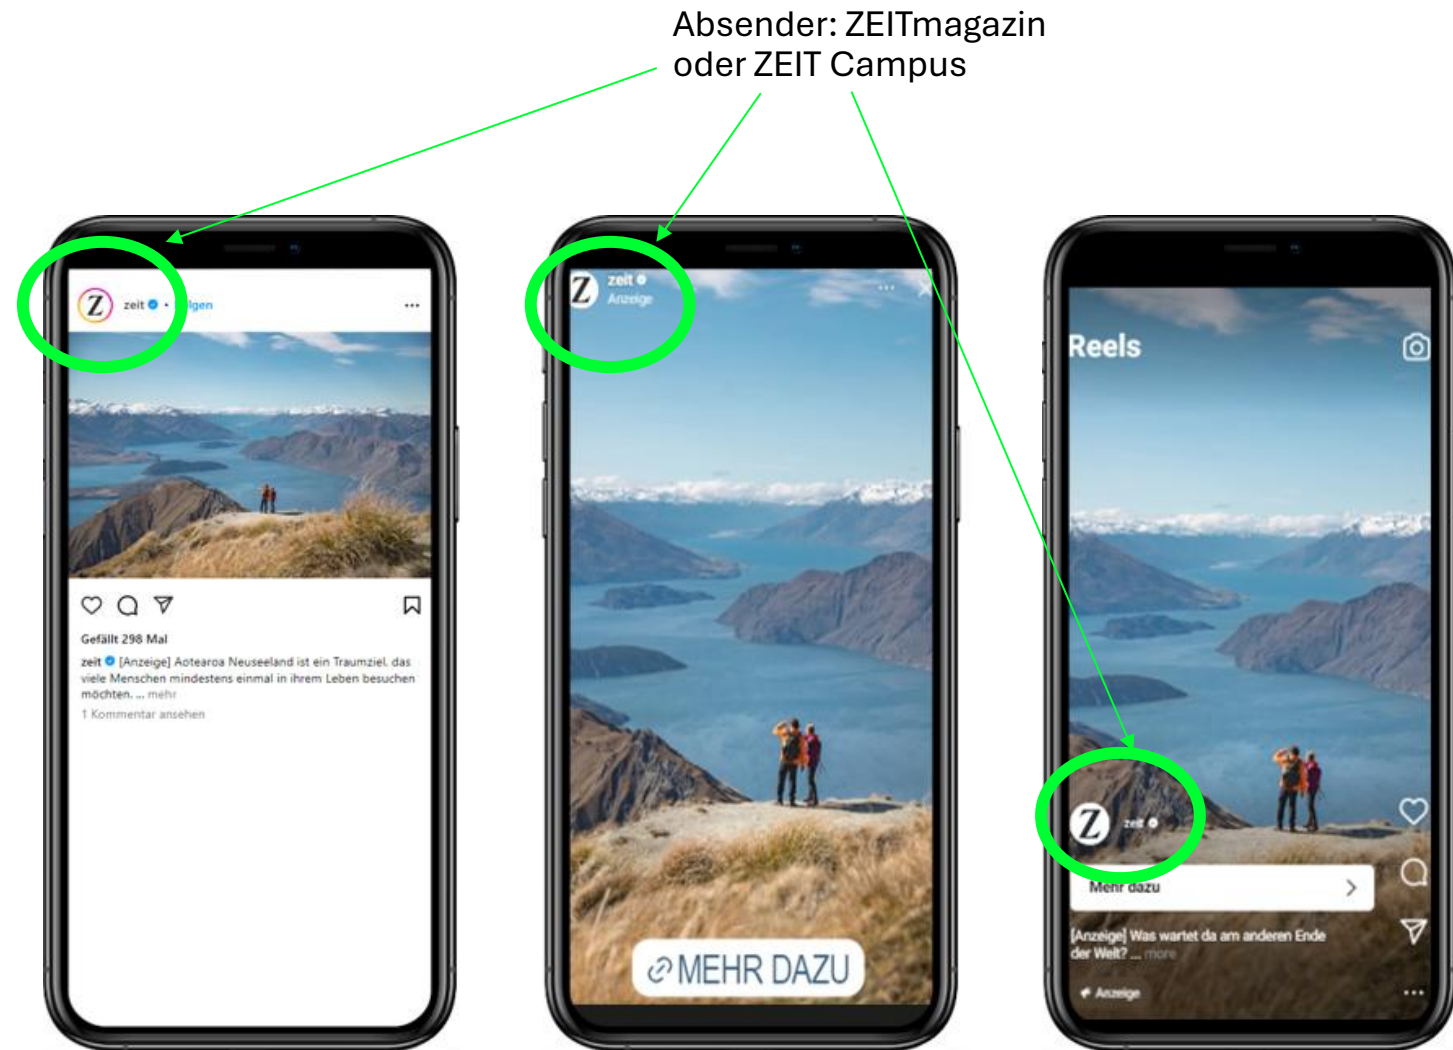 Absender: ZEITmagazin
oder ZEIT Campus
Z zeit • lgen
Gefällt 298 Mal
zeit [Anzeige] Aotearoa Neuseeland ist ein Traumziel, das
viele Menschen mindestens einmal in ihrem Leben besuchen
möchten. ... mehr
1 Kommentar ansehen
Z zeit
Anzeige
MEHR DAZU
Reels
Z zeit
Mehr dazu
[Anzeige] Was wartet da am anderen Ende
der Welt? ... more
Anzeige